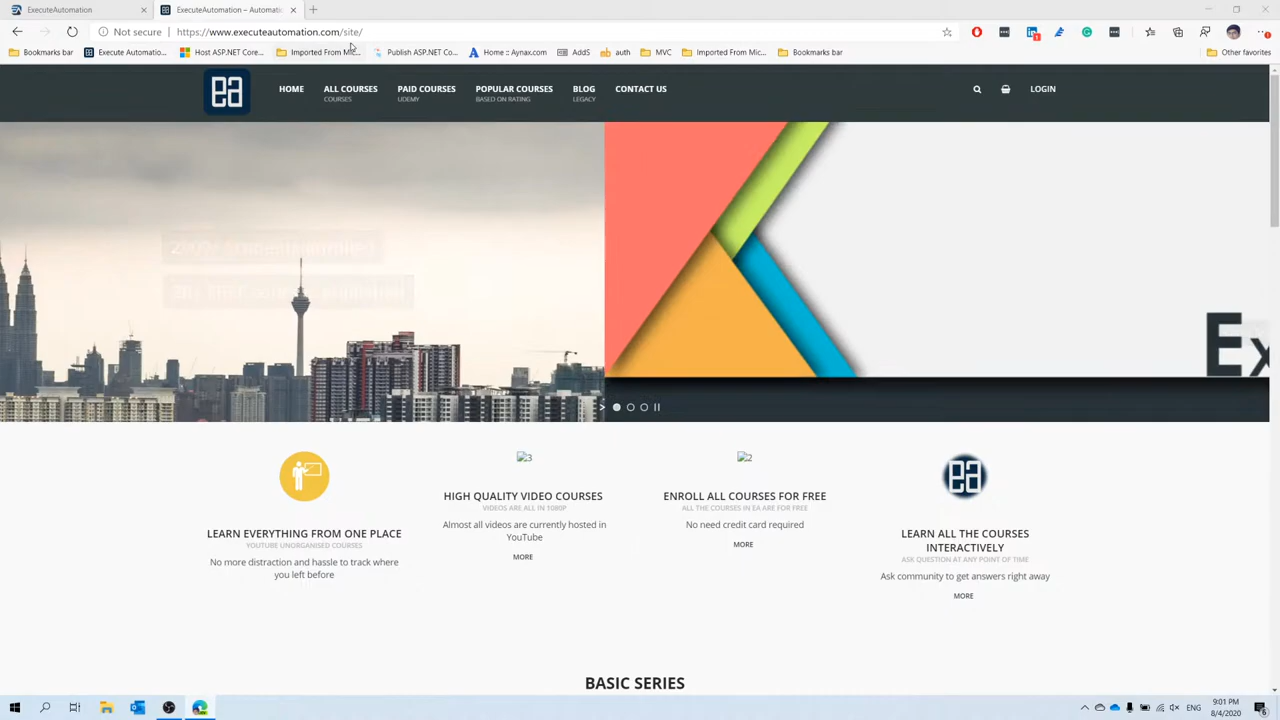 ExecuteAutomation
ExecuteAutomation – Automatio
Not secure
https://www.executeautomation.com/site/
Bookmarks bar
Execute Automatio...
Host ASP.NET Core...
Imported From Mic...
Publish ASP.NET Co...
Home :: Aynax.com
AddS
auth
MVC
Imported From Mic...
Bookmarks bar
Other favorites
ea
HOME
ALL COURSES
COURSES
PAID COURSES
UDEMY
POPULAR COURSES
BASED ON RATING
BLOG
LEGACY
CONTACT US
LOGIN
Ex
3
2
LEARN EVERYTHING FROM ONE PLACE
YOUTUBE UNORGANISED COURSES
No more distraction and hassle to track where
you left before
HIGH QUALITY VIDEO COURSES
VIDEOS ARE ALL IN 1080P
Almost all videos are currently hosted in
YouTube
MORE
ENROLL ALL COURSES FOR FREE
ALL THE COURSES IN EA ARE FOR FREE
No need credit card required
MORE
ea
LEARN ALL THE COURSES
INTERACTIVELY
ASK QUESTION AT ANY POINT OF TIME
Ask community to get answers right away
MORE
BASIC SERIES
ENG
9:01 PM
8/4/2020
6